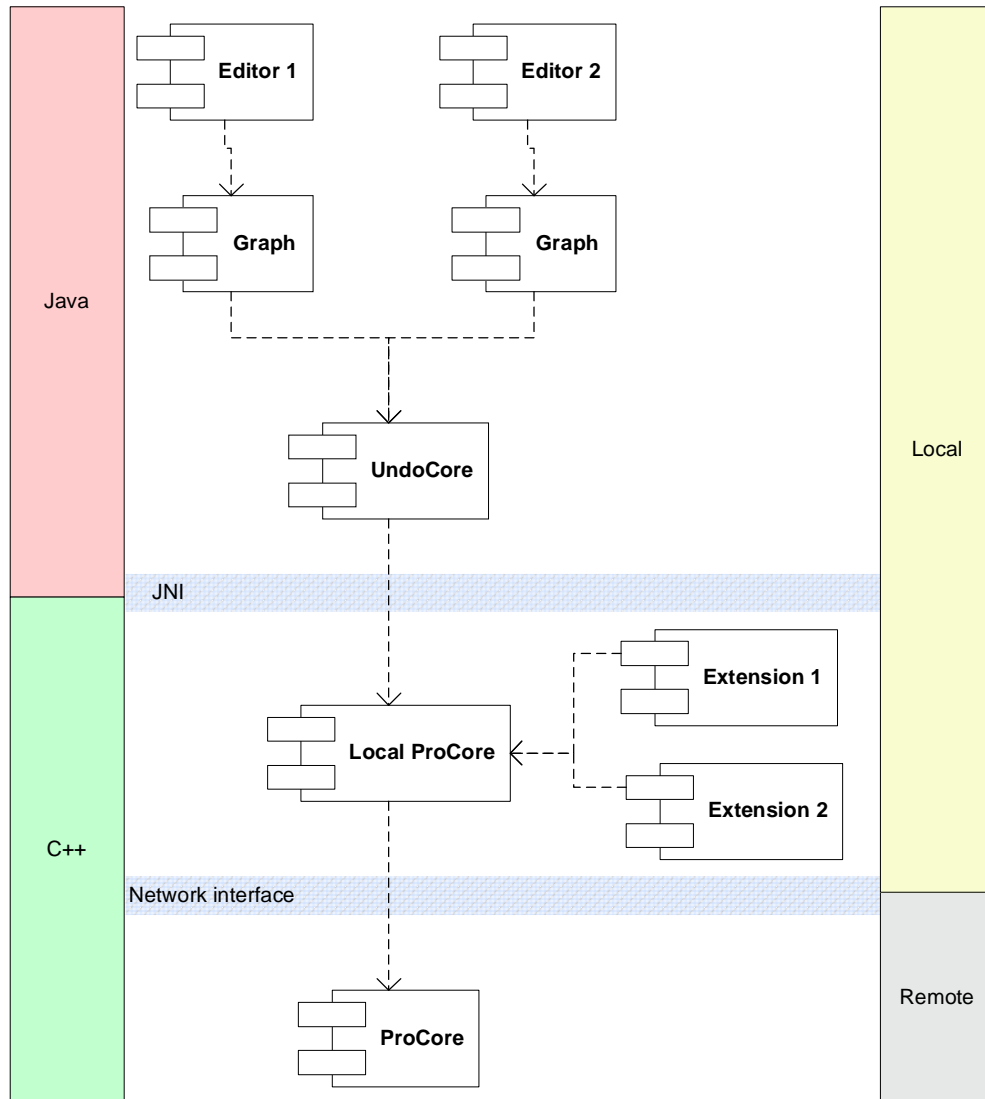 Editor 1
Editor 2
Graph
Graph
Java
UndoCore
Local
JNI
Extension 1
Local ProCore
Extension 2
C++
Network interface
Remote
ProCore